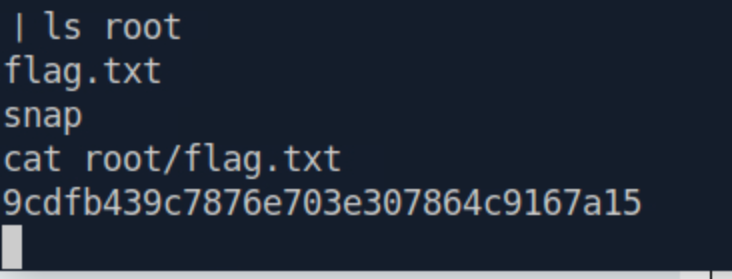 | ls root
flag.txt
snap
cat root/flag.txt
9cdfb439c7876e703e307864c9167a15